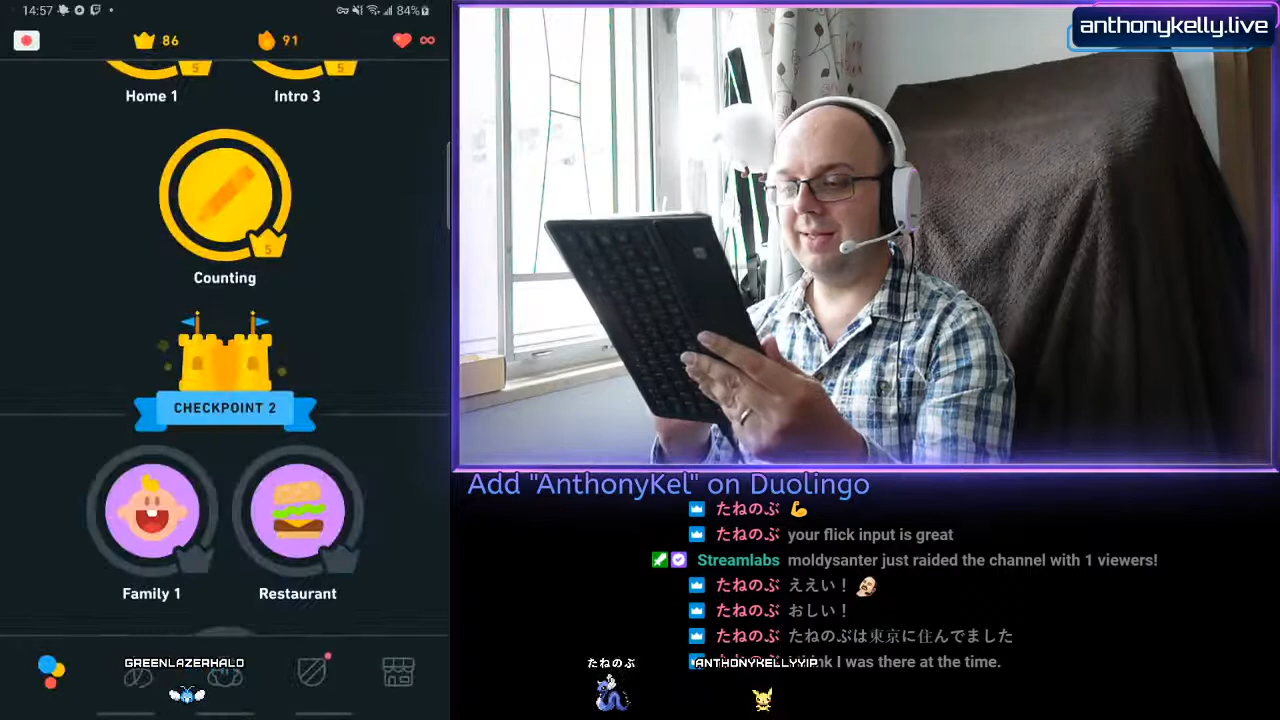 14:57
84%
86
91
∞
5
5
Home 1
Intro 3
5
Counting
CHECKPOINT 2
Family 1
Restaurant
GREENLAZERHALO
anthonykelly.live
Add "AnthonyKel" on Duolingo
たねのぶ 💪
たねのぶ your flick input is great
Streamlabs moldysanter just raided the channel with 1 viewers!
たねのぶ ええい！
たねのぶ おしい！
たねのぶ たねのぶは東京に住んでました
I was there at the time.
たねのぶ
ANTHONYKELLYYIP